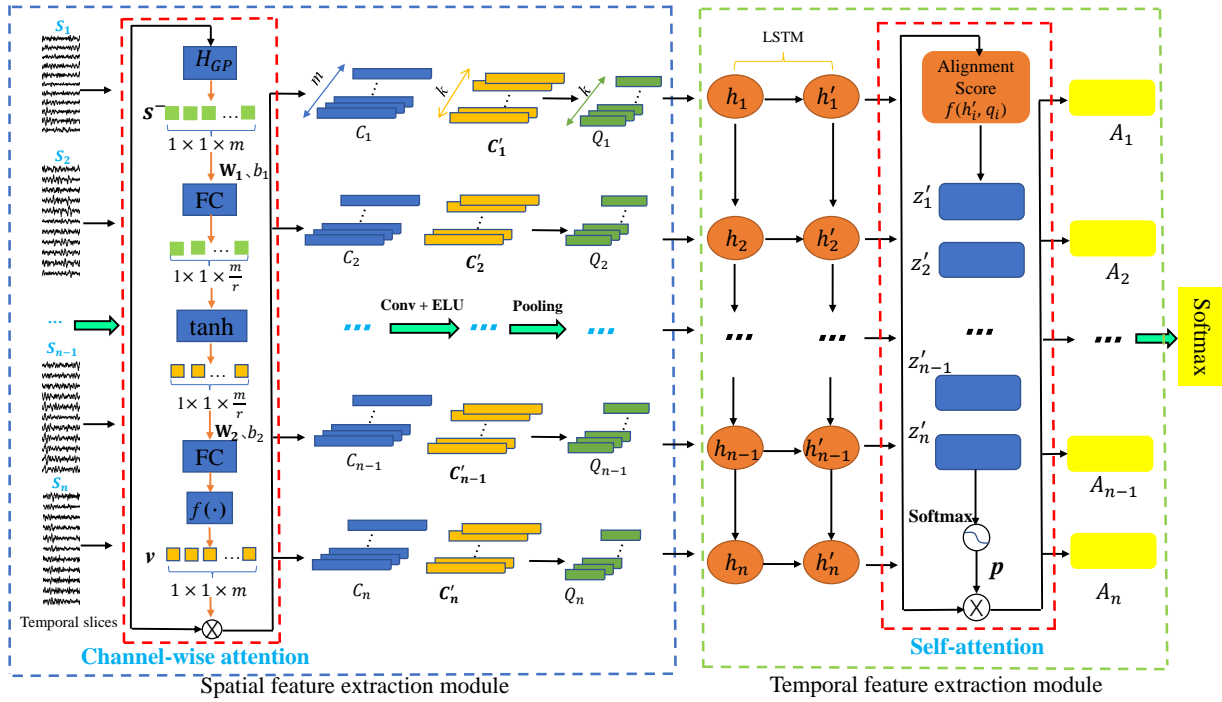 S₁
S₂
...
Sₙ₋₁
Sₙ
Temporal slices
H_GP
s⁻
...
1 × 1 × m
W₁、b₁
FC
...
1 × 1 × m/r
tanh
...
1 × 1 × m/r
W₂、b₂
FC
f(·)
v
...
1 × 1 × m
Channel-wise attention
m
k
k
C₁
C′₁
Q₁
C₂
C′₂
Q₂
Conv + ELU
Pooling
Cₙ₋₁
C′ₙ₋₁
Qₙ₋₁
Cₙ
C′ₙ
Qₙ
Spatial feature extraction module
LSTM
h₁
h′₁
h₂
h′₂
hₙ₋₁
h′ₙ₋₁
hₙ
h′ₙ
Alignment
Score
f(h′ᵢ, qᵢ)
z′₁
z′₂
z′ₙ₋₁
z′ₙ
Softmax
p
Self-attention
A₁
A₂
Aₙ₋₁
Aₙ
Softmax
Temporal feature extraction module